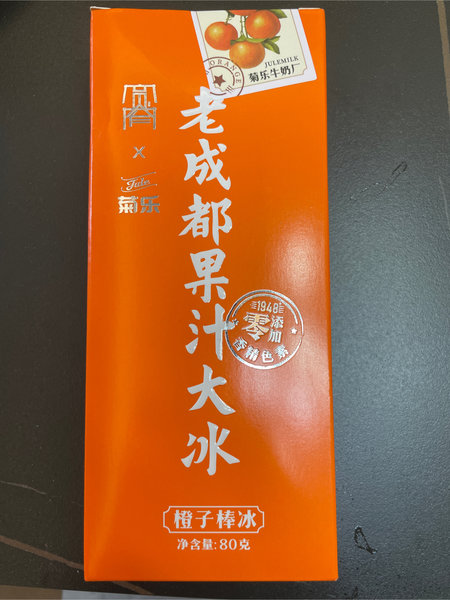 ORANGE
JULEMILK
菊乐牛奶厂
X
菊乐
老成都果汁大冰
1948
零添加
香精色素
橙子棒冰
净含量:80克